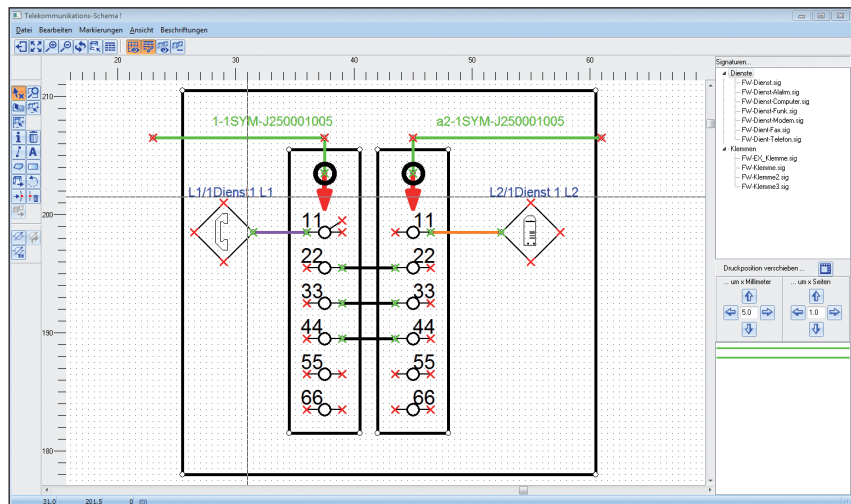 Telekommunikations-Schema !
Datei Bearbeiten Markierungen Ansicht Beschriftungen
20 30 40 50 60
Signaturen...
Dienste
FW-Dienst.sig
FW-Dienst-Alalrm.sig
FW-Dienst-Computer.sig
FW-Dienst-Funk.sig
FW-Dienst-Modem.sig
FW-Dient-Fax.sig
FW-Dient-Telefon.sig
Klemmen
FW-EX_Klemme.sig
FW-Klemme.sig
FW-Klemme2.sig
FW-Klemme3.sig
210
1-1SYM-J250001005 a2-1SYM-J250001005
L1/1Dienst1 L1 L2/1Dienst 1 L2
200
11 11
22 22
33 33
190
44 44
55 55
66 66
180
Druckposition verschieben ...
... um x Millimeter ... um x Seiten
5.0 1.0
31.0 201.5 0 (0)